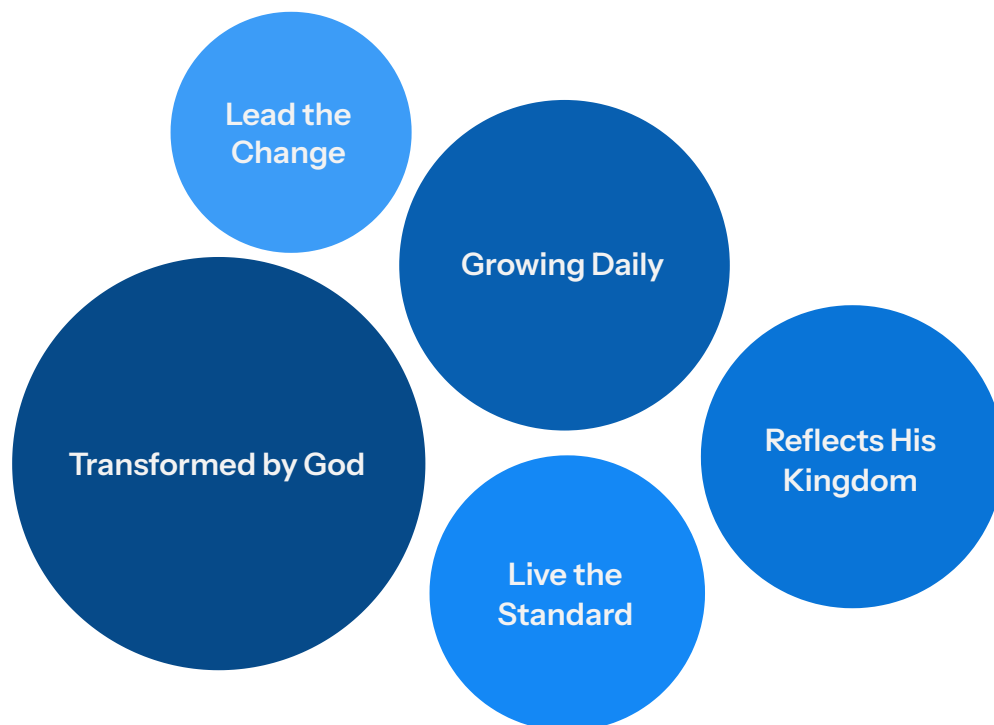 Lead the
Change
Growing Daily
Transformed by God
Reflects His
Kingdom
Live the
Standard